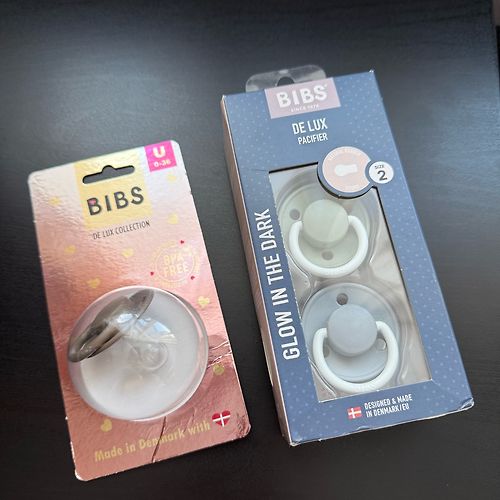 U
0-36
BIBS
DE LUX COLLECTION
BPA
FREE
Made in Denmark with
BIBS
SINCE 1978
DE LUX
PACIFIER
SIZE
2
GLOW IN THE DARK
DESIGNED & MADE
IN DENMARK/EU